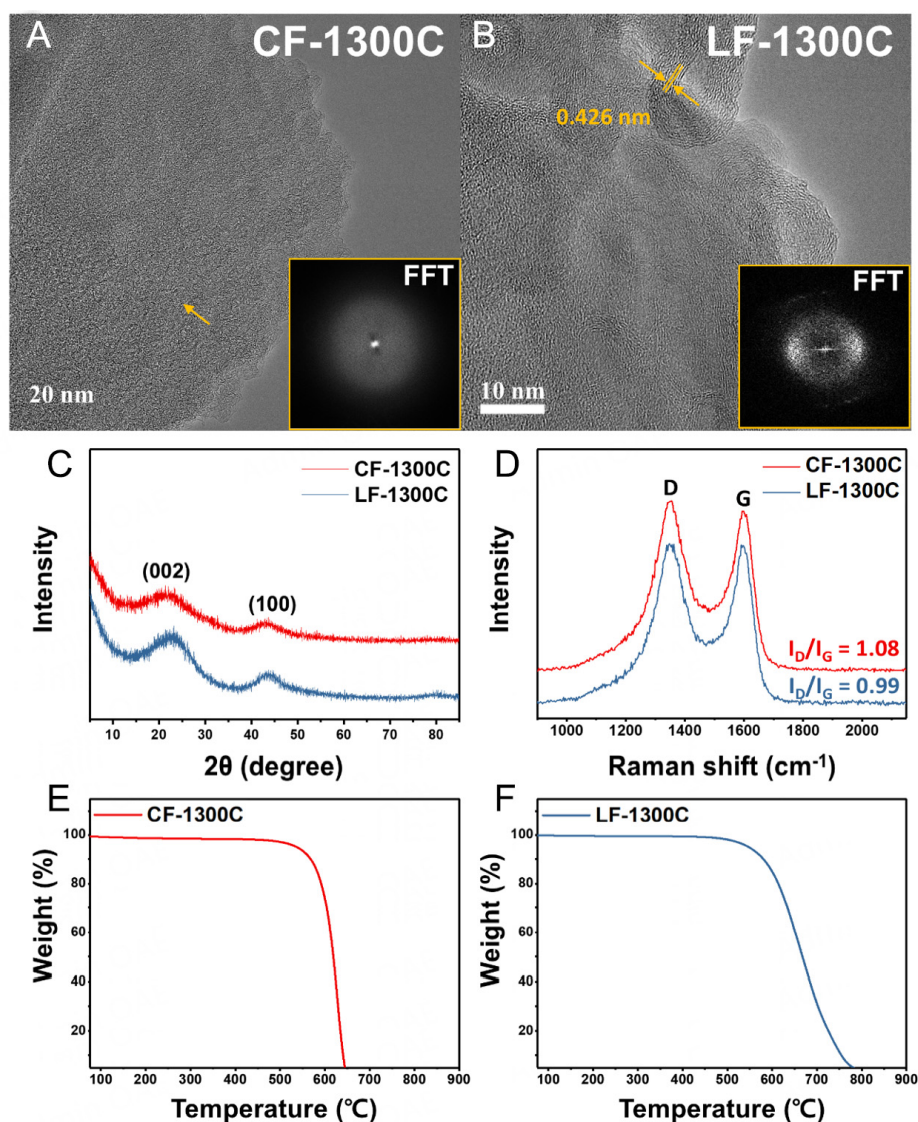 A
CF-1300C
20 nm
FFT
B
LF-1300C
0.426 nm
10 nm
FFT
C
CF-1300C
LF-1300C
(002)
(100)
Intensity
10 20 30 40 50 60 70 80
2θ (degree)
D
CF-1300C
LF-1300C
D
G
I_D/I_G = 1.08
I_D/I_G = 0.99
Intensity
1000 1200 1400 1600 1800 2000
Raman shift (cm⁻¹)
E
CF-1300C
Weight (%)
100
80
60
40
20
100 200 300 400 500 600 700 800 900
Temperature (℃)
F
LF-1300C
Weight (%)
100
80
60
40
20
100 200 300 400 500 600 700 800 900
Temperature (℃)